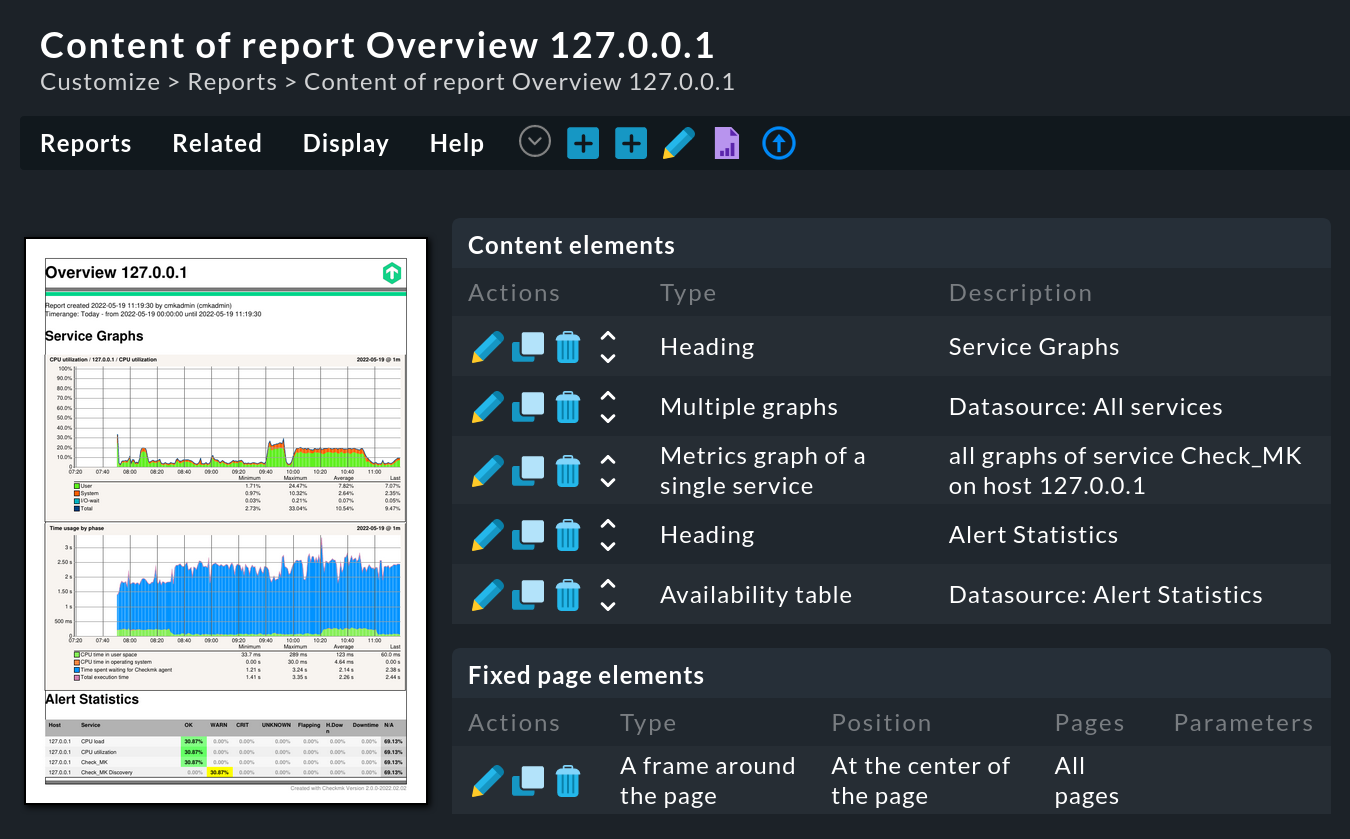 Content of report Overview 127.0.0.1
Customize > Reports > Content of report Overview 127.0.0.1
Reports Related Display Help
Overview 127.0.0.1
Report created 2022-05-19 11:19:30 by cmkadmin (cmkadmin)
Timerange: Today - from 2022-05-19 00:00:00 until 2022-05-19 11:19:30
Service Graphs
CPU utilization / 127.0.0.1 / CPU utilization 2022-05-19 @ 1m
100%
90.0%
80.0%
70.0%
60.0%
50.0%
40.0%
30.0%
20.0%
10.0%
0
07:20 07:40 08:00 08:20 08:40 09:00 09:20 09:40 10:00 10:20 10:40 11:00
Minimum Maximum Average Last
User 1.71% 24.47% 7.82% 7.07%
System 0.97% 10.32% 2.64% 2.35%
I/O-wait 0.03% 0.21% 0.07% 0.05%
Total 2.73% 33.04% 10.54% 9.47%
Time usage by phase 2022-05-19 @ 1m
3 s
2.50 s
2 s
1.50 s
1 s
500 ms
0
07:20 07:40 08:00 08:20 08:40 09:00 09:20 09:40 10:00 10:20 10:40 11:00
Minimum Maximum Average Last
CPU time in user space 33.7 ms 289 ms 123 ms 60.0 ms
CPU time in operating system 0.00 s 30.0 ms 4.64 ms 0.00 s
Time spent waiting for Checkmk agent 1.21 s 3.24 s 2.14 s 2.38 s
Total execution time 1.41 s 3.35 s 2.26 s 2.44 s
Alert Statistics
Host Service OK WARN CRIT UNKNOWN Flapping H.Dow
n Downtime N/A
127.0.0.1 CPU load 30.87% 0.00% 0.00% 0.00% 0.00% 0.00% 0.00% 69.13%
127.0.0.1 CPU utilization 30.87% 0.00% 0.00% 0.00% 0.00% 0.00% 0.00% 69.13%
127.0.0.1 Check_MK 30.87% 0.00% 0.00% 0.00% 0.00% 0.00% 0.00% 69.13%
127.0.0.1 Check_MK Discovery 0.00% 30.87% 0.00% 0.00% 0.00% 0.00% 0.00% 69.13%
Created with Checkmk Version 2.0.0-2022.02.02
Content elements
Actions Type Description
Heading Service Graphs
Multiple graphs Datasource: All services
Metrics graph of a all graphs of service Check_MK
single service on host 127.0.0.1
Heading Alert Statistics
Availability table Datasource: Alert Statistics
Fixed page elements
Actions Type Position Pages Parameters
A frame around At the center of All
the page the page pages